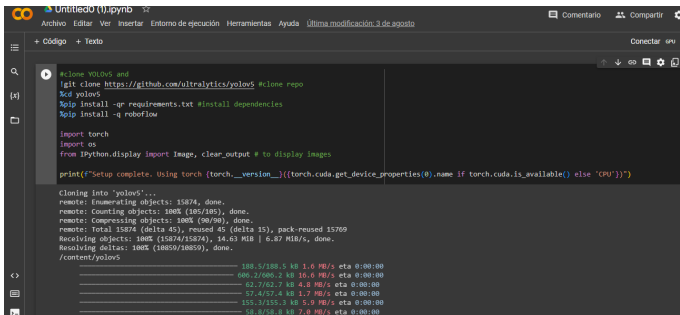 Untitled0 (1).ipynb
Comentario Compartir
Archivo Editar Ver Insertar Entorno de ejecución Herramientas Ayuda Última modificación: 3 de agosto
+ Código + Texto
Conectar GPU
#clone YOLOv5 and
!git clone https://github.com/ultralytics/yolov5 #clone repo
%cd yolov5
%pip install -qr requirements.txt #install dependencies
%pip install -q roboflow
import torch
import os
from IPython.display import Image, clear_output # to display images
print(f"Setup complete. Using torch {torch.__version__}({torch.cuda.get_device_properties(0).name if torch.cuda.is_available() else 'CPU'})")
Cloning into 'yolov5'...
remote: Enumerating objects: 15874, done.
remote: Counting objects: 100% (105/105), done.
remote: Compressing objects: 100% (90/90), done.
remote: Total 15874 (delta 45), reused 45 (delta 15), pack-reused 15769
Receiving objects: 100% (15874/15874), 14.63 MiB | 6.87 MiB/s, done.
Resolving deltas: 100% (10859/10859), done.
/content/yolov5
188.5/188.5 kB 1.6 MB/s eta 0:00:00
606.2/606.2 kB 16.6 MB/s eta 0:00:00
62.7/62.7 kB 4.8 MB/s eta 0:00:00
57.4/57.4 kB 1.7 MB/s eta 0:00:00
155.3/155.3 kB 5.9 MB/s eta 0:00:00
58.8/58.8 kB 7.0 MB/s eta 0:00:00